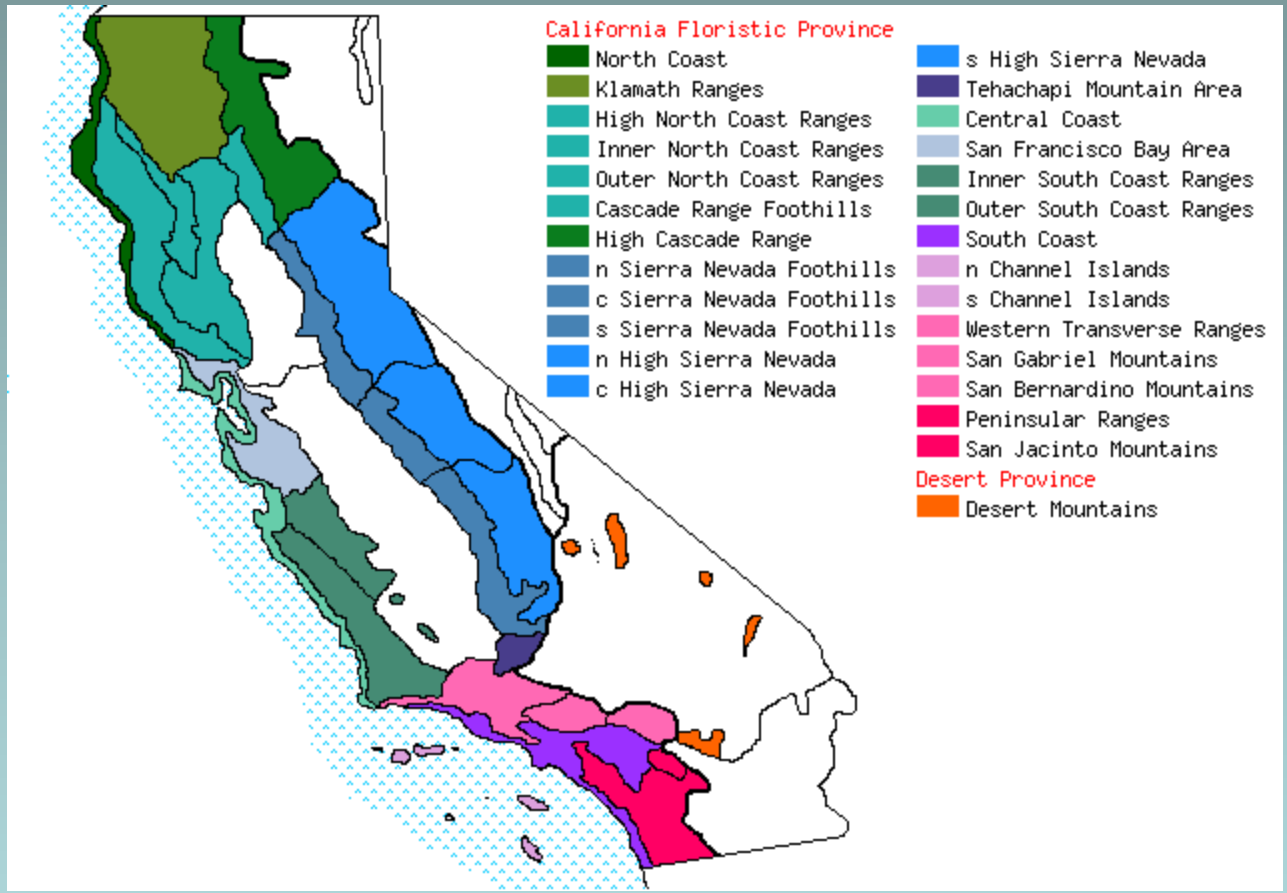 California Floristic Province
North Coast
Klamath Ranges
High North Coast Ranges
Inner North Coast Ranges
Outer North Coast Ranges
Cascade Range Foothills
High Cascade Range
n Sierra Nevada Foothills
c Sierra Nevada Foothills
s Sierra Nevada Foothills
n High Sierra Nevada
c High Sierra Nevada
s High Sierra Nevada
Tehachapi Mountain Area
Central Coast
San Francisco Bay Area
Inner South Coast Ranges
Outer South Coast Ranges
South Coast
n Channel Islands
s Channel Islands
Western Transverse Ranges
San Gabriel Mountains
San Bernardino Mountains
Peninsular Ranges
San Jacinto Mountains
Desert Province
Desert Mountains